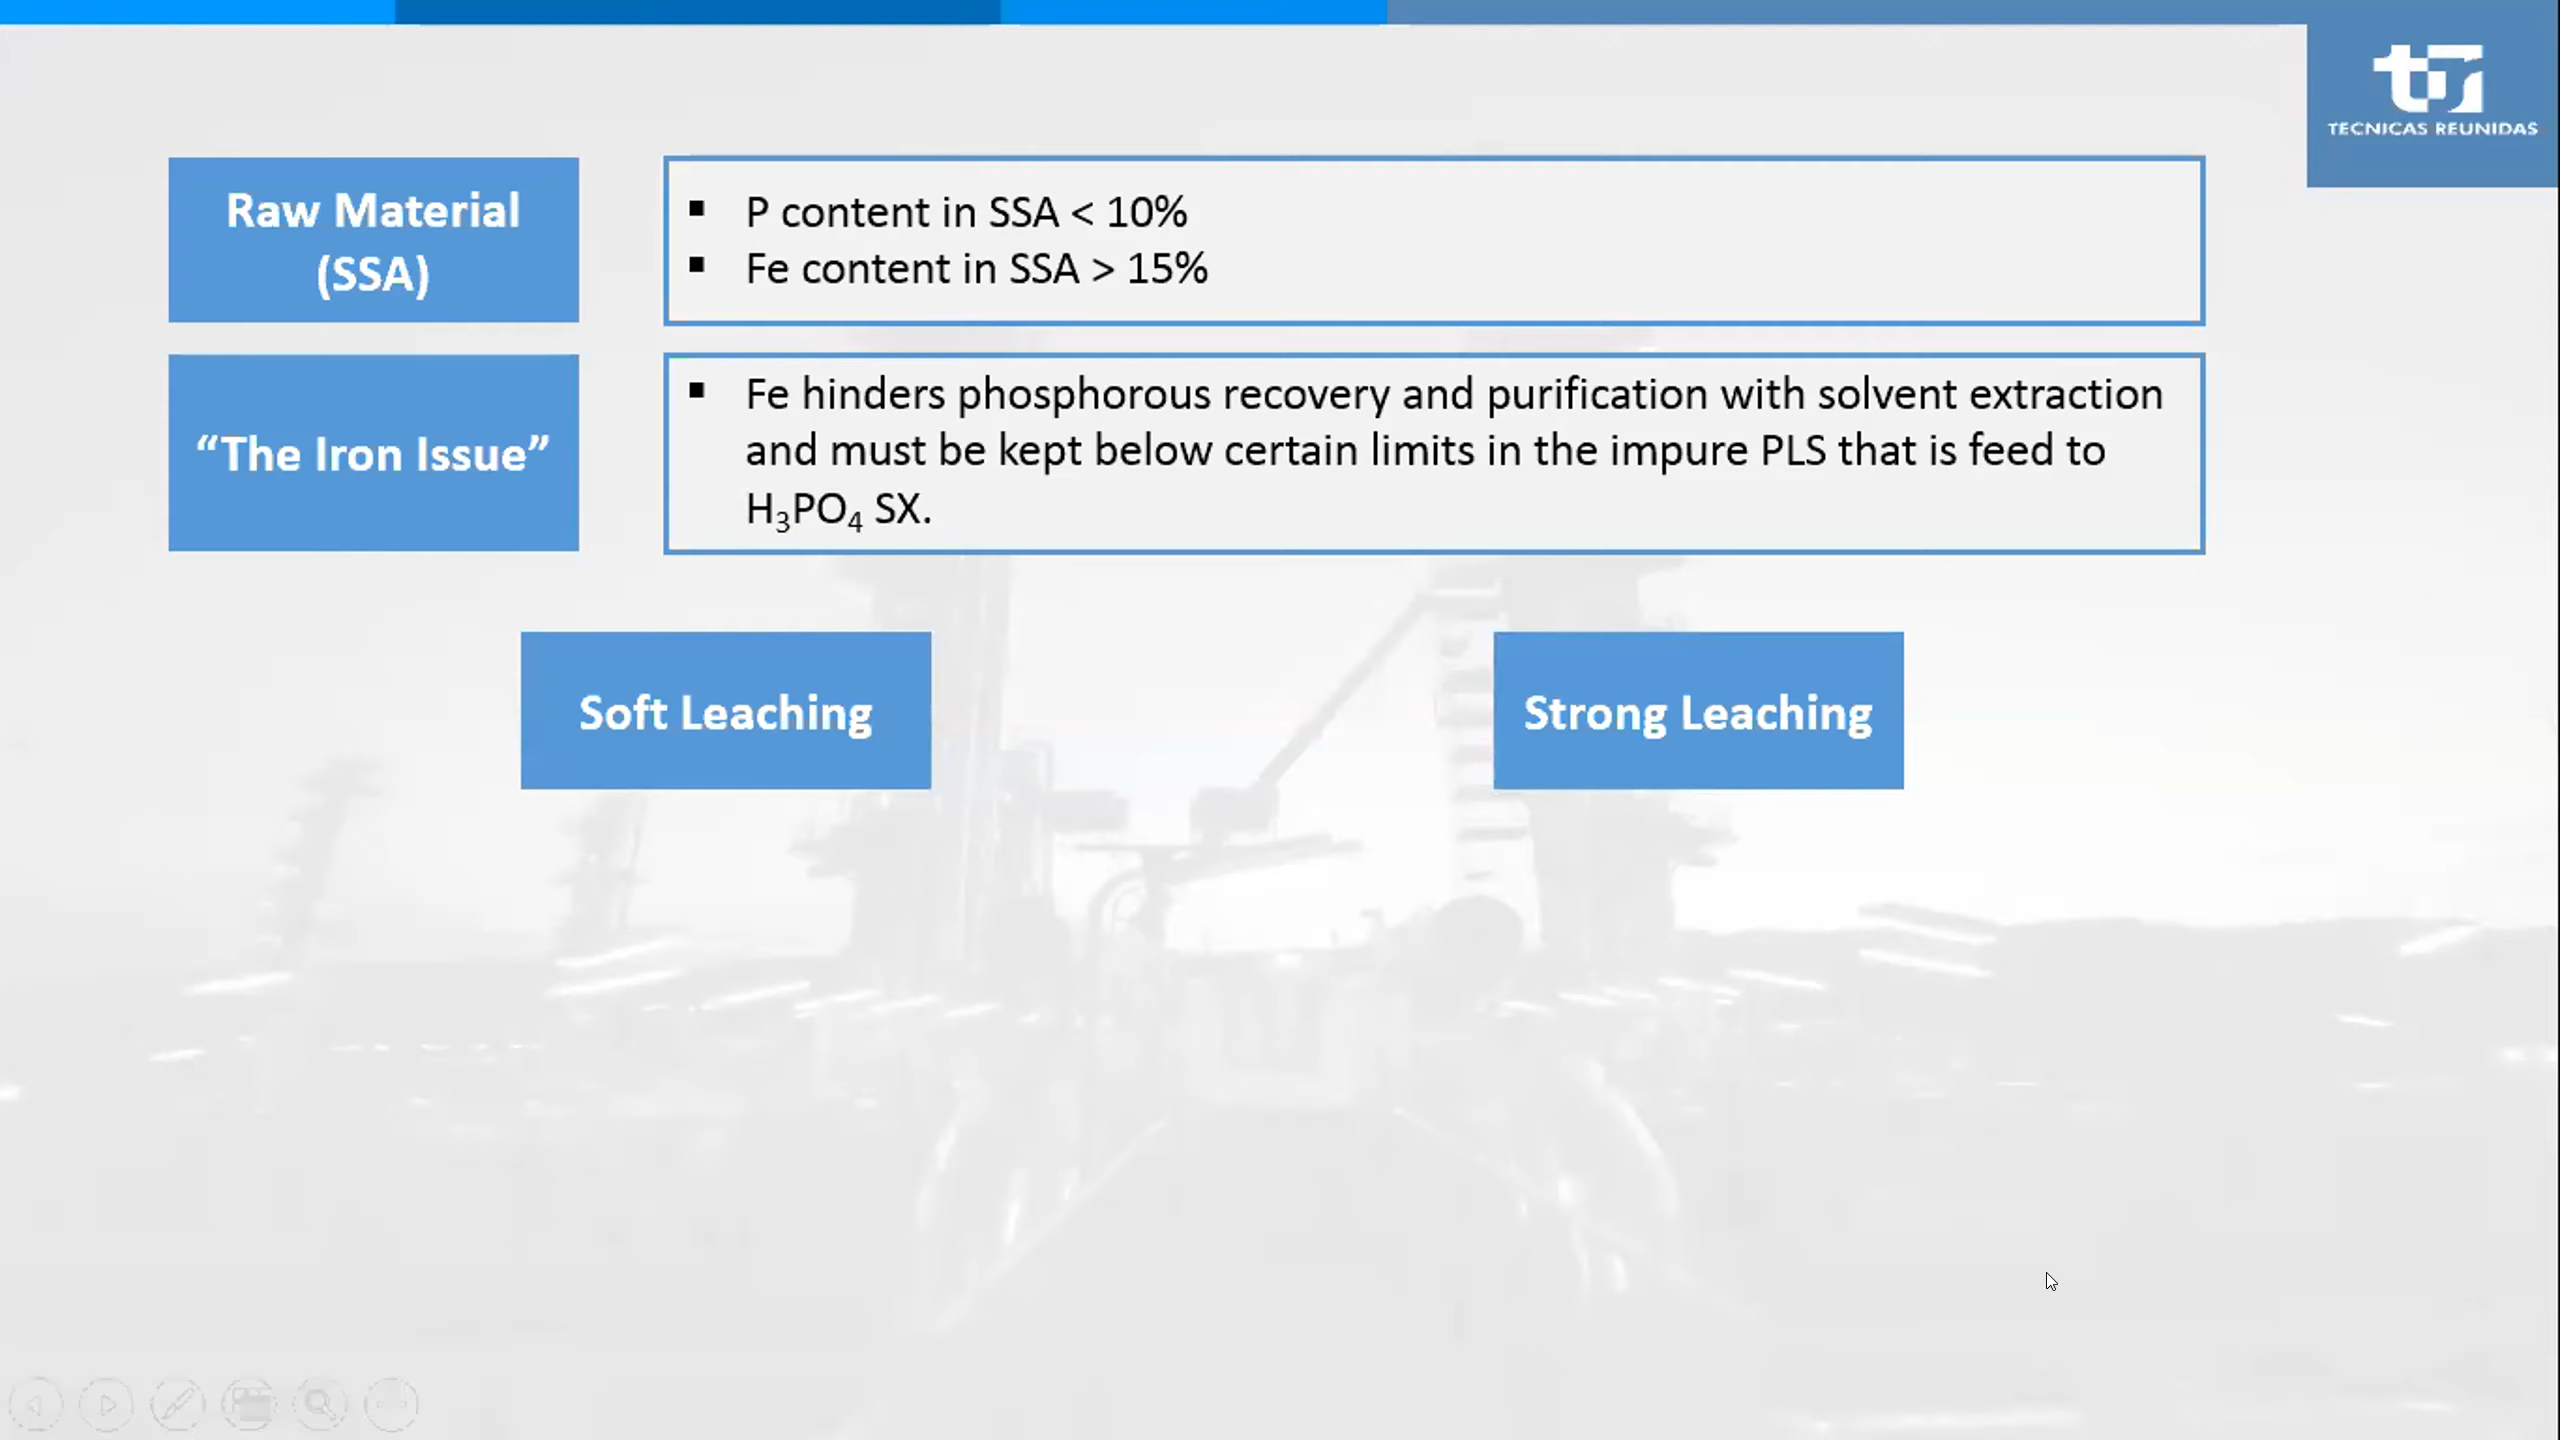 TECNICAS REUNIDAS
Raw Material
(SSA)
▪ P content in SSA < 10%
▪ Fe content in SSA > 15%
“The Iron Issue”
▪ Fe hinders phosphorous recovery and purification with solvent extraction
and must be kept below certain limits in the impure PLS that is feed to
H₃PO₄ SX.
Soft Leaching
Strong Leaching